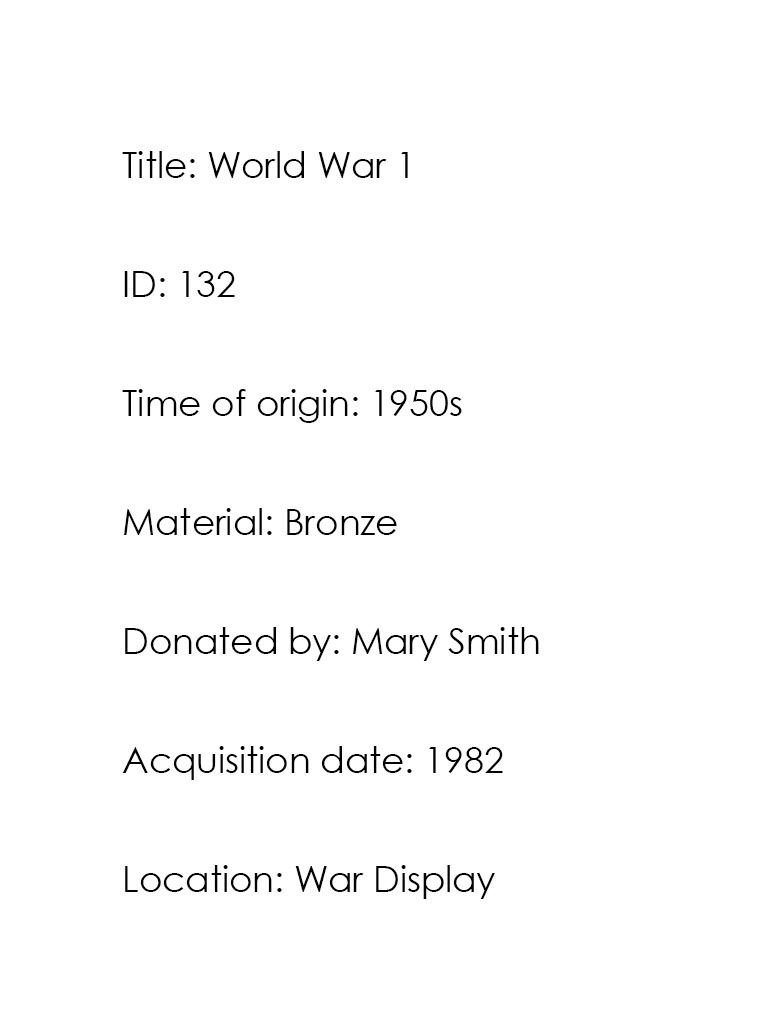 Title: World War 1
ID: 132
Time of origin: 1950s
Material: Bronze
Donated by: Mary Smith
Acquisition date: 1982
Location: War Display